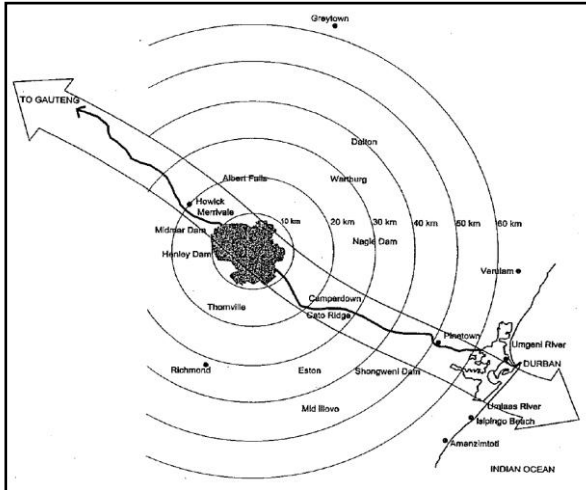 Greytown
TO GAUTENG
Dalton
Albert Falls
Wartburg
Howick
Merrivale
10 km
20 km
30 km
40 km
50 km
60 km
Midmar Dam
Nagle Dam
Henley Dam
Verulam
Camperdown
Thornville
Cato Ridge
Pinetown
Umgeni River
DURBAN
Richmond
Eston
Shongweni Dam
Mid Illovo
Umlaas River
Isipingo Beach
Amanzimtoti
INDIAN OCEAN